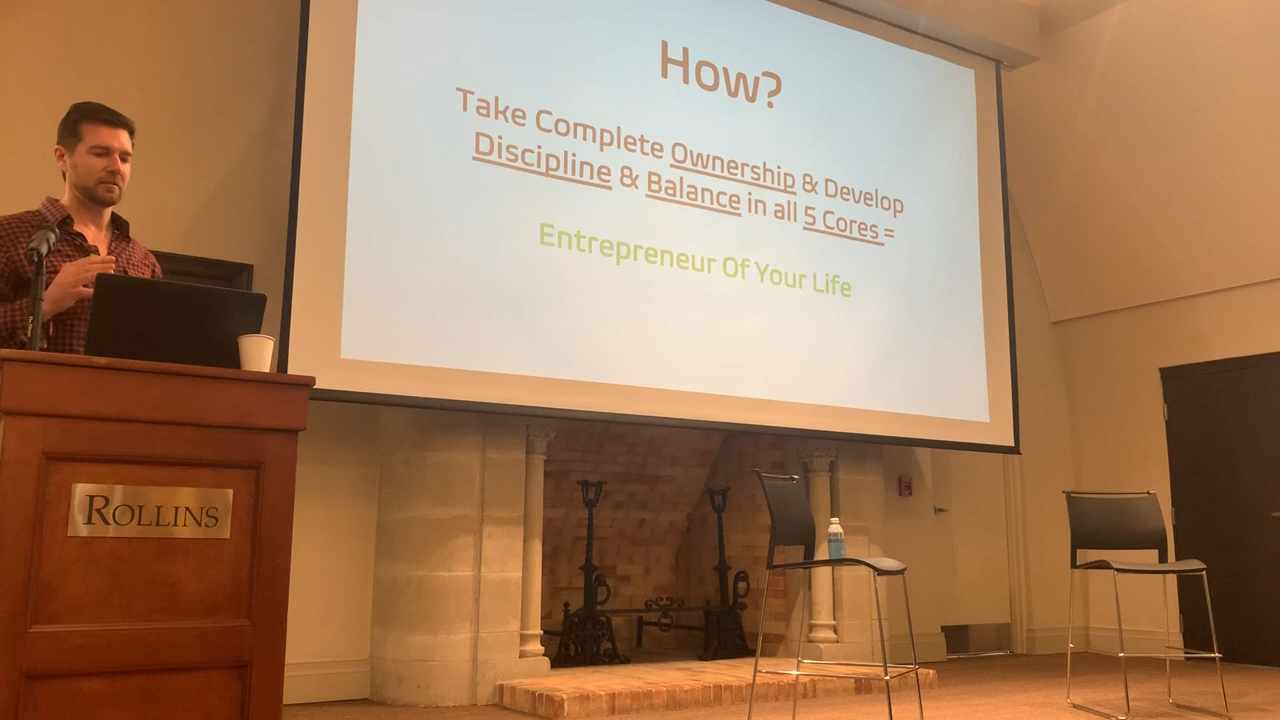 How?
Take Complete Ownership & Develop
Discipline & Balance in all 5 Cores =
Entrepreneur Of Your Life
ROLLINS